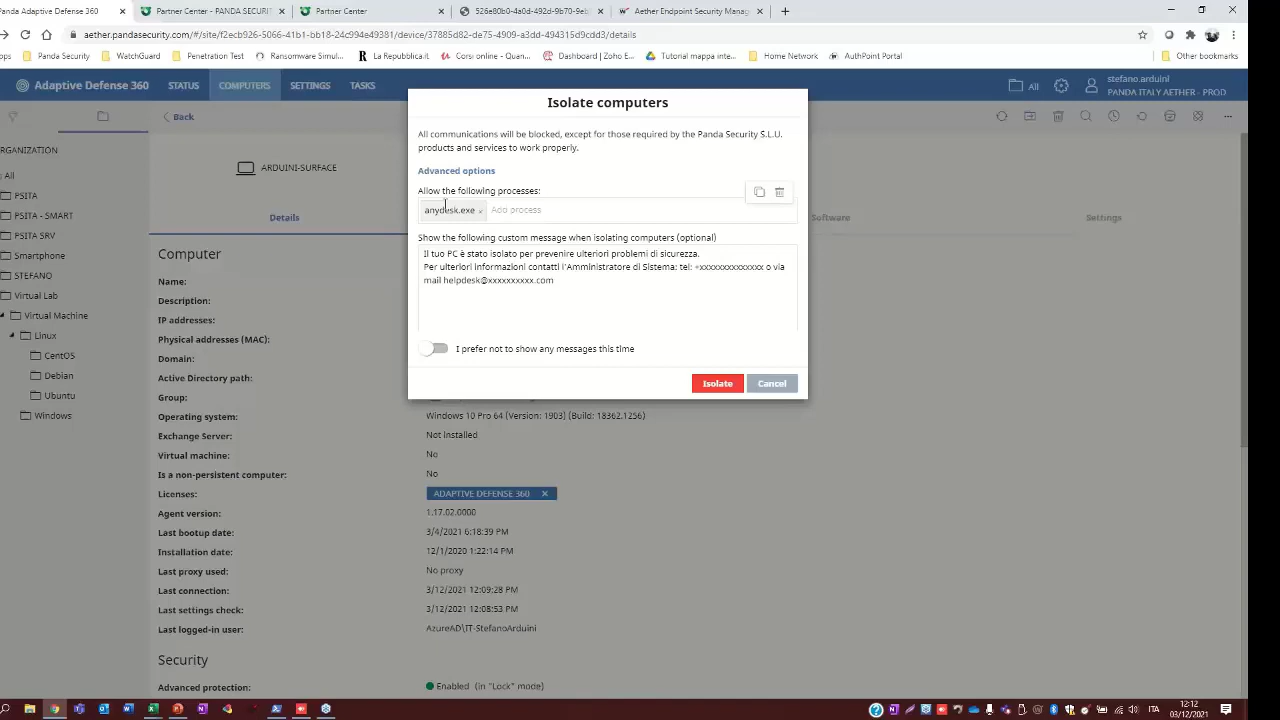 Adaptive Defense 360 - PANDA SECURIT
Partner Center - PANDA SECURITY
Partner Center
Aether Endpoint Security Manag
aether.pandasecurity.com/#/site/f2ecb926-5066-41b1-bb18-24c994e49381/device/37885d82-de75-4909-a3dd-494315d9cdd3/details
Panda Security
WatchGuard
Penetration Test
Ransomware Simu...
La Repubblica.it
Corsi online - Quan...
Dashboard | Zoho E...
Tutorial mappa inte...
Home Network
AuthPoint Portal
Other bookmarks
Adaptive Defense 360
STATUS
COMPUTERS
SETTINGS
TASKS
All
stefano.arduini
PANDA ITALY AETHER - PROD
Back
RGANIZATION
All
PSITA
PSITA - SMART
PSITA SRV
Smartphone
STEFANO
Virtual Lab
Virtual Machine
Linux
CentOS
Debian
Ubuntu
Windows
ARDUINI-SURFACE
Details
Software
Settings
Isolate computers
All communications will be blocked, except for those required by the Panda Security S.L.U.
products and services to work properly.
Advanced options
Allow the following processes:
anydesk.exe x Add process
Show the following custom message when isolating computers (optional)
Il tuo PC è stato isolato per prevenire ulteriori problemi di sicurezza.
Per ulteriori informazioni contatti l'Amministratore di Sistema: tel: +xxxxxxxxxxxxxx o via
mail helpdesk@xxxxxxxxxx.com
I prefer not to show any messages this time
Isolate
Cancel
Computer
Name:
Description:
IP addresses:
Physical addresses (MAC):
Domain:
Active Directory path:
Group:
Operating system: Windows 10 Pro 64 (Version: 1903) (Build: 18362.1256)
Exchange Server: Not installed
Virtual machine: No
Is a non-persistent computer: No
Licenses: ADAPTIVE DEFENSE 360
Agent version: 1.17.02.0000
Last bootup date: 3/4/2021 6:18:39 PM
Installation date: 12/1/2020 1:22:14 PM
Last proxy used: No proxy
Last connection: 3/12/2021 12:09:28 PM
Last settings check: 3/12/2021 12:08:53 PM
Last logged-in user: AzureAD\IT-StefanoArduini
Security
Advanced protection: Enabled (in "Lock" mode)
ITA
12:12
03/12/2021